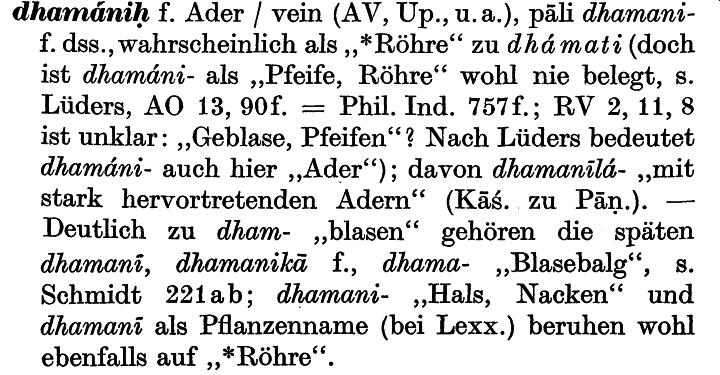 dhamániḥ f. Ader / vein (AV, Up., u. a.), pāli dhamani-
f. dss., wahrscheinlich als „*Röhre“ zu dhámati (doch
ist dhamáni- als „Pfeife, Röhre“ wohl nie belegt, s.
Lüders, AO 13, 90f. = Phil. Ind. 757f.; RV 2, 11, 8
ist unklar: „Geblase, Pfeifen“? Nach Lüders bedeutet
dhamáni- auch hier „Ader“); davon dhamanīlá- „mit
stark hervortretenden Adern“ (Kāś. zu Pāṇ.). —
Deutlich zu dham- „blasen“ gehören die späten
dhamanī, dhamanikā f., dhama- „Blasebalg“, s.
Schmidt 221ab; dhamani- „Hals, Nacken“ und
dhamanī als Pflanzenname (bei Lexx.) beruhen wohl
ebenfalls auf „*Röhre“.